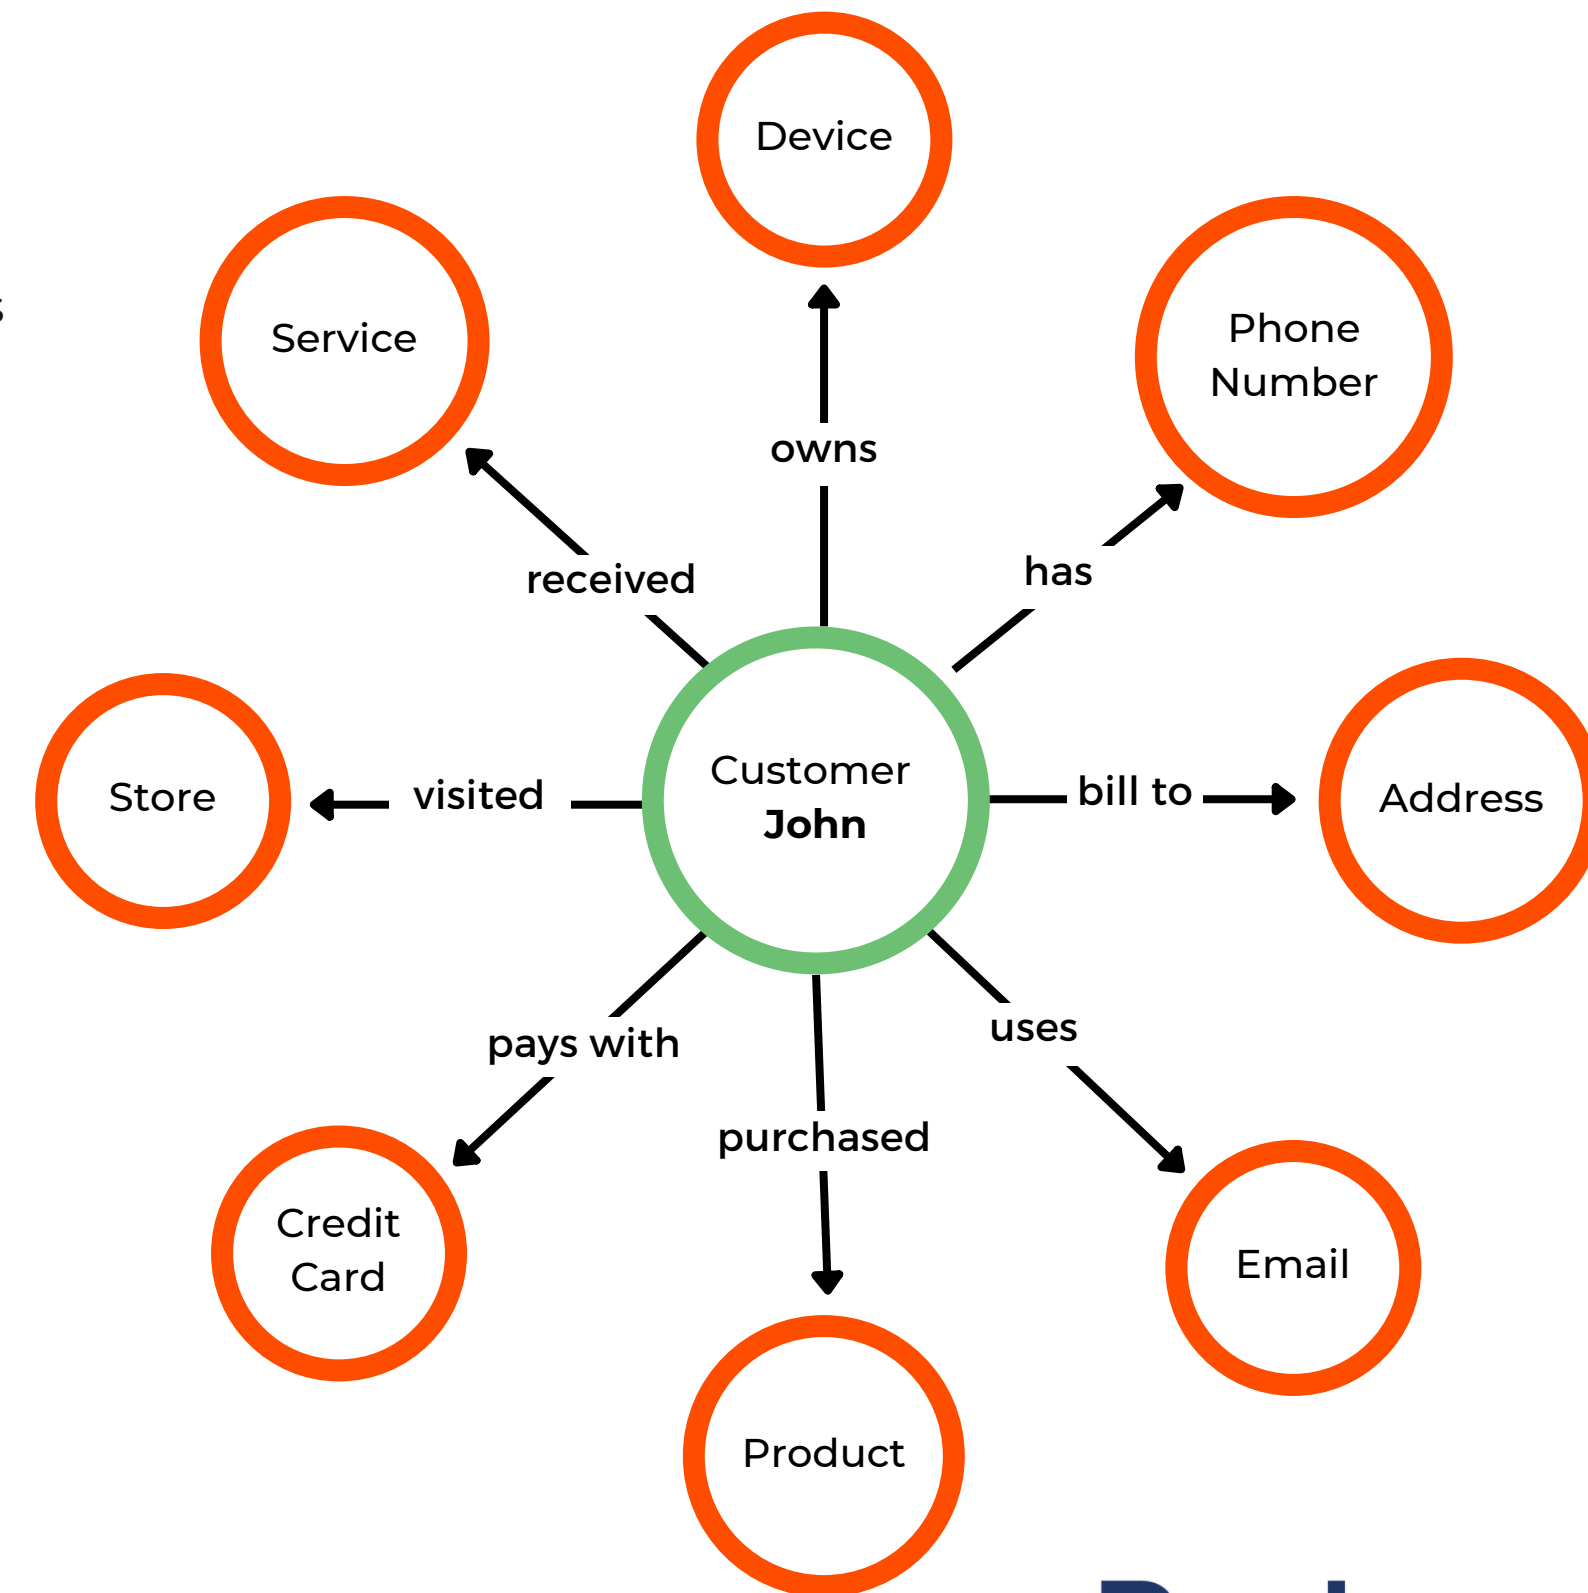 Device
Service
Phone
Number
owns
received
has
Customer
John
Store
visited
bill to
Address
pays with
uses
purchased
Credit
Card
Email
Product